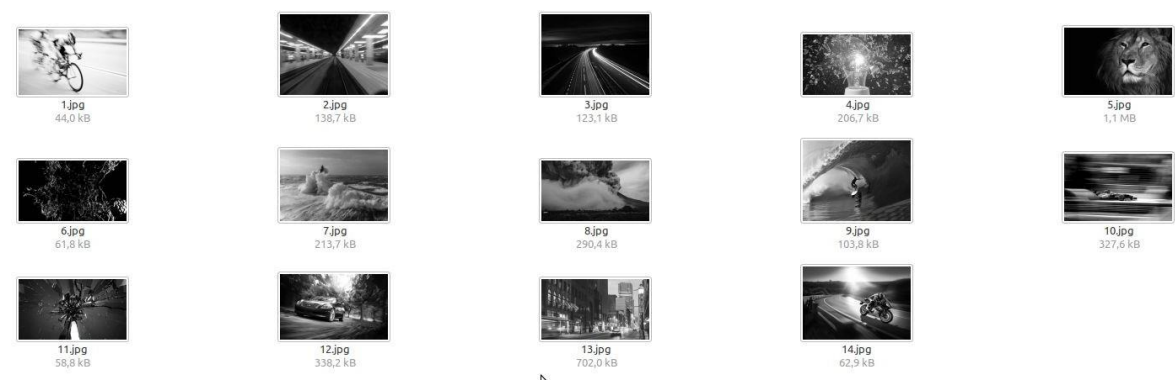 1.jpg
44,0 kB
2.jpg
138,7 kB
3.jpg
123,1 kB
4.jpg
206,7 kB
5.jpg
1,1 MB
6.jpg
61,8 kB
7.jpg
213,7 kB
8.jpg
290,4 kB
9.jpg
103,8 kB
10.jpg
327,6 kB
11.jpg
58,8 kB
12.jpg
338,2 kB
13.jpg
702,0 kB
14.jpg
62,9 kB